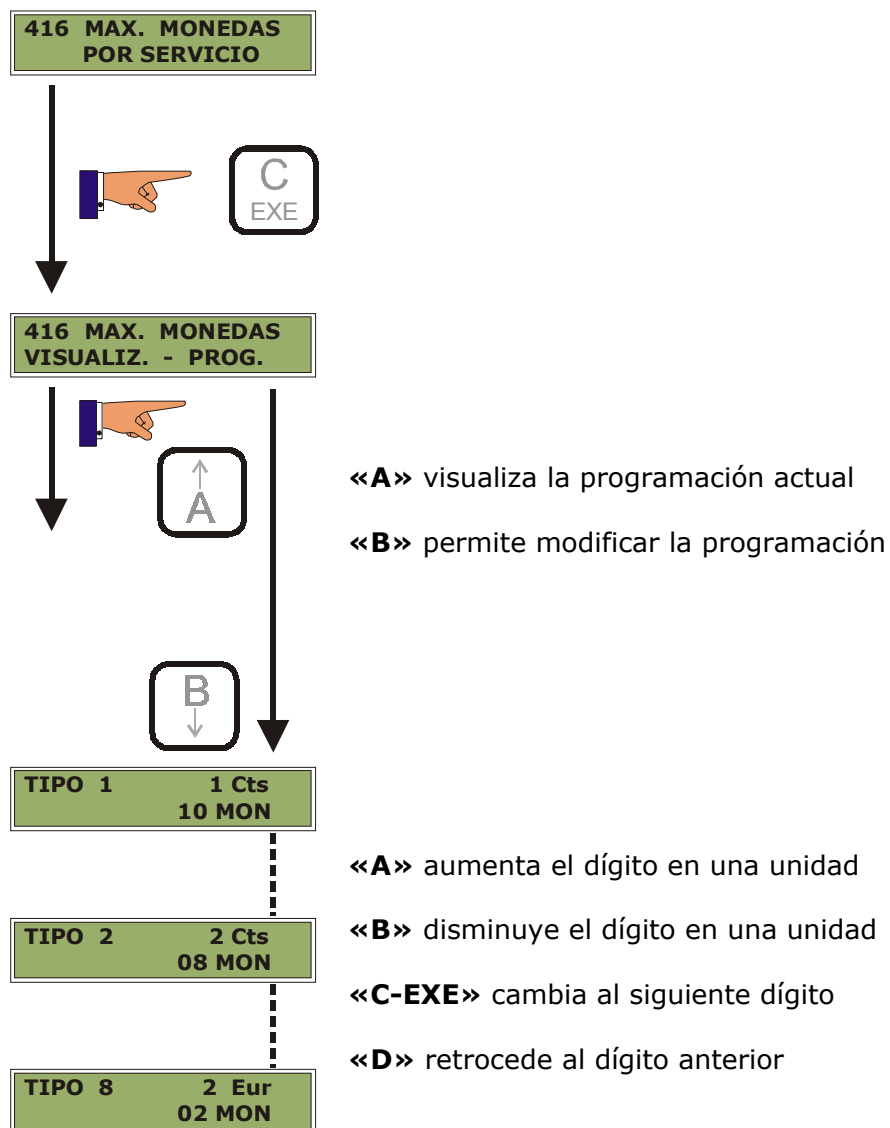 416 MAX. MONEDAS
POR SERVICIO
C
EXE
416 MAX. MONEDAS
VISUALIZ. - PROG.
A
«A» visualiza la programación actual
«B» permite modificar la programación
B
TIPO 1 1 Cts
10 MON
«A» aumenta el dígito en una unidad
TIPO 2 2 Cts
08 MON
«B» disminuye el dígito en una unidad
«C-EXE» cambia al siguiente dígito
«D» retrocede al dígito anterior
TIPO 8 2 Eur
02 MON